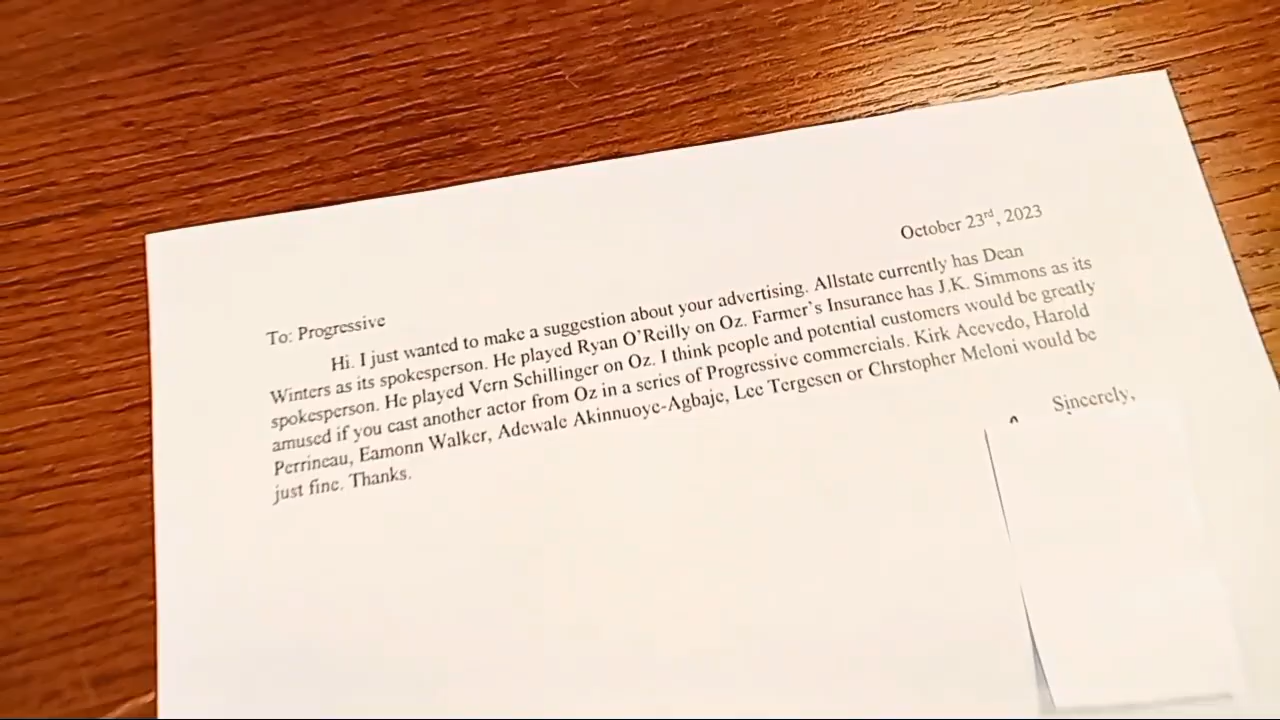 October 23rd, 2023
To: Progressive
Hi. I just wanted to make a suggestion about your advertising. Allstate currently has Dean
Winters as its spokesperson. He played Ryan O'Reilly on Oz. Farmer's Insurance has J.K. Simmons as its
spokesperson. He played Vern Schillinger on Oz. I think people and potential customers would be greatly
amused if you cast another actor from Oz in a series of Progressive commercials. Kirk Acevedo, Harold
Perrineau, Eamonn Walker, Adewale Akinnuoye-Agbaje, Lee Tergesen or Chrstopher Meloni would be
just fine. Thanks.
Sincerely,